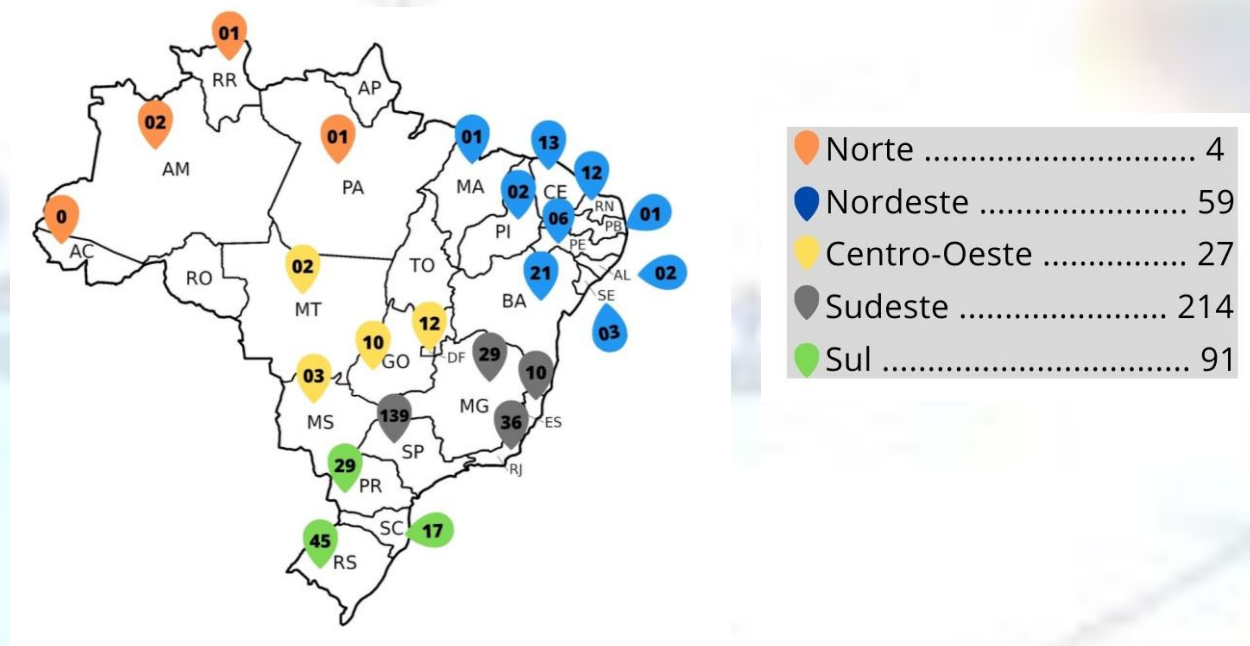 01
RR
AP
02
01
01
13
12
AM
PA
MA
02
CE
RN
01
0
06
PB
AC
PI
PE
RO
02
TO
21
AL
02
MT
BA
SE
03
12
10
GO
DF
29
10
03
MS
139
MG
36
ES
SP
RJ
29
PR
45
SC
17
RS
Norte .............................. 4
Nordeste ........................ 59
Centro-Oeste ................. 27
Sudeste ....................... 214
Sul .................................. 91